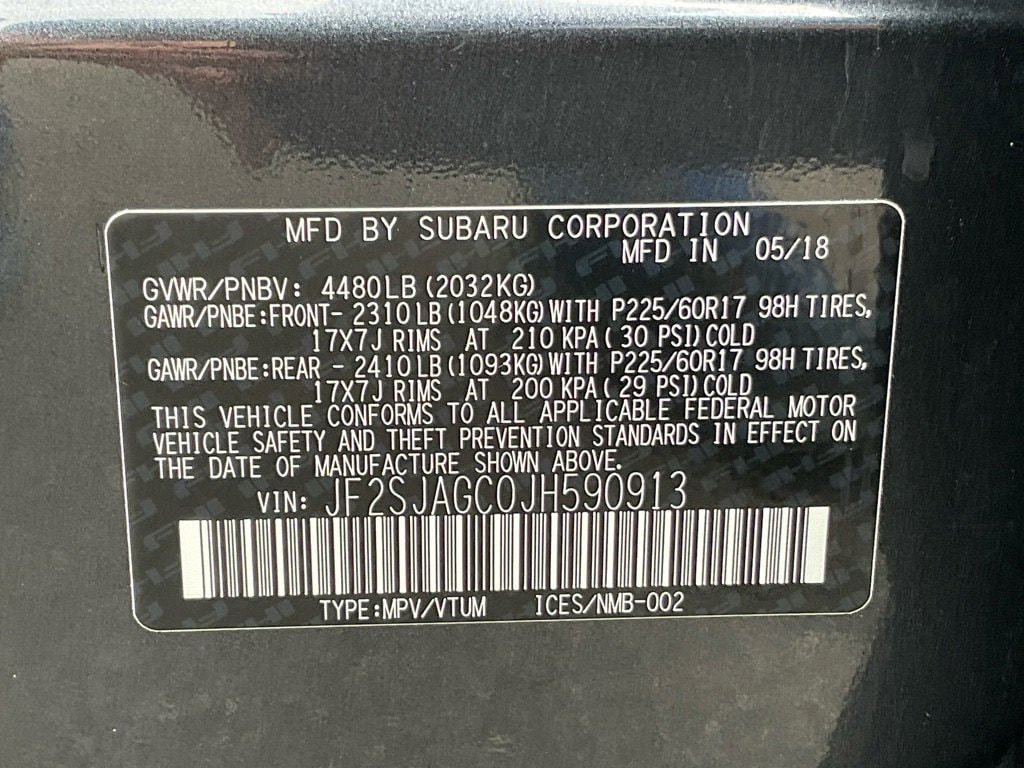 MFD BY SUBARU CORPORATION
MFD IN 05/18
GVWR/PNBV: 4480LB(2032KG)
GAWR/PNBE:FRONT- 2310LB(1048KG)WITH P225/60R17 98H TIRES,
17X7J RIMS AT 210 KPA(30 PSI)COLD
GAWR/PNBE:REAR - 2410LB(1093KG)WITH P225/60R17 98H TIRES,
17X7J RIMS AT 200 KPA(29 PSI)COLD
THIS VEHICLE CONFORMS TO ALL APPLICABLE FEDERAL MOTOR
VEHICLE SAFETY AND THEFT PREVENTION STANDARDS IN EFFECT ON
THE DATE OF MANUFACTURE SHOWN ABOVE.
VIN: JF2SJAGC0JH590913
TYPE:MPV/VTUM ICES/NMB-002